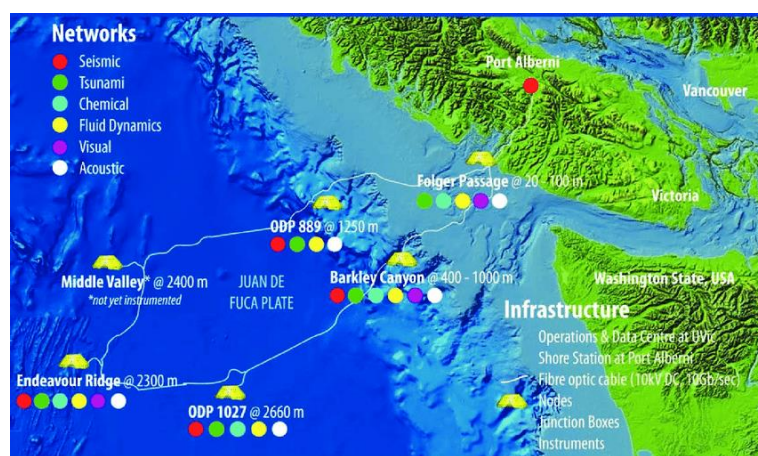 Networks
Seismic
Tsunami
Chemical
Fluid Dynamics
Visual
Acoustic
Port Alberni
Vancouver
Folger Passage @ 20 - 100 m
Victoria
ODP 889 @ 1250 m
Middle Valley* @ 2400 m
*not yet instrumented
JUAN DE
FUCA PLATE
Barkley Canyon @ 400 - 1000 m
Washington State, USA
Endeavour Ridge @ 2300 m
ODP 1027 @ 2660 m
Infrastructure
Operations & Data Centre at UVic
Shore Station at Port Alberni
Fibre optic cable (10kV DC, 10Gb/sec)
Nodes
Junction Boxes
Instruments